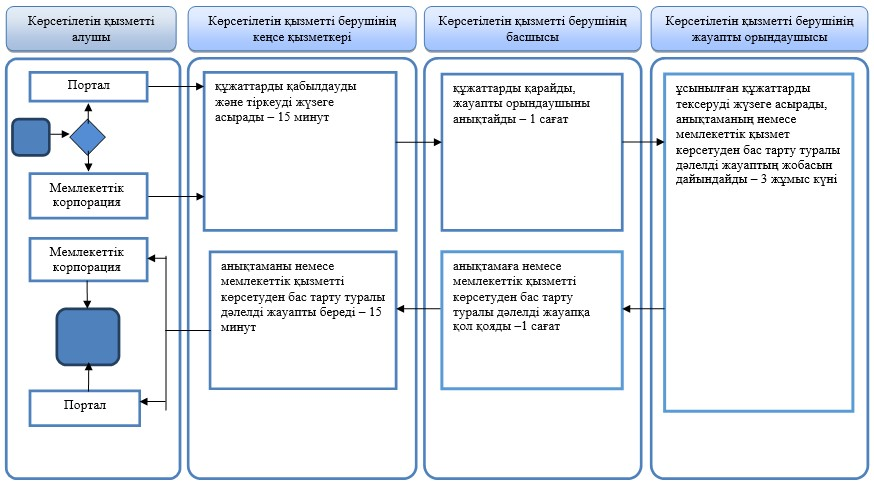 Көрсетілетін қызметті
алушы
Көрсетілетін қызметті берушінің
кеңсе қызметкері
Көрсетілетін қызметті берушінің
басшысы
Көрсетілетін қызметті берушінің
жауапты орындаушысы
Портал
Мемлекеттік
корпорация
құжаттарды қабылдауды
және тіркеуді жүзеге
асырады – 15 минут
құжаттарды қарайды,
жауапты орындаушыны
анықтайды – 1 сағат
ұсынылған құжаттарды
тексеруді жүзеге асырады,
анықтаманың немесе
мемлекеттік қызмет
көрсетуден бас тарту туралы
дәлелді жауаптың жобасын
дайындайды – 3 жұмыс күні
Мемлекеттік
корпорация
Портал
анықтаманы немесе
мемлекеттік қызметті
көрсетуден бас тарту туралы
дәлелді жауапты береді – 15
минут
анықтамаға немесе
мемлекеттік қызметті
көрсетуден бас тарту
туралы дәлелді жауапқа
қол қояды –1 сағат